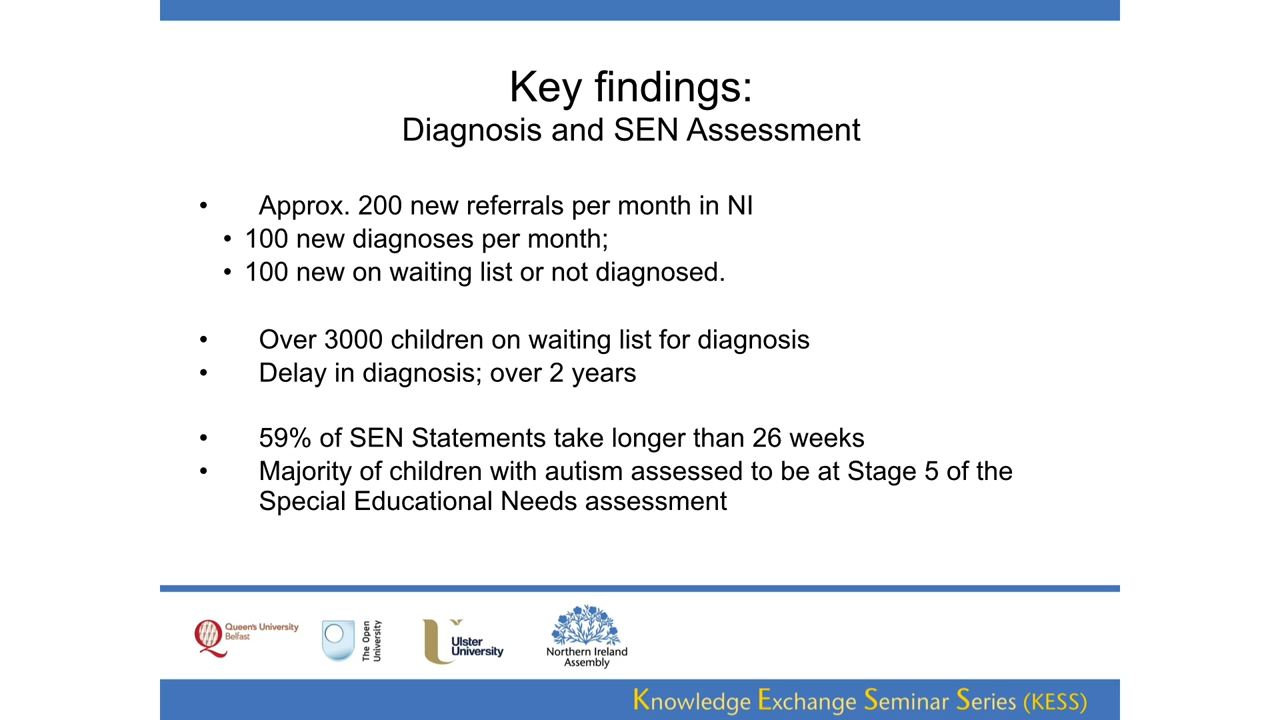 Key findings:
Diagnosis and SEN Assessment
• Approx. 200 new referrals per month in NI
• 100 new diagnoses per month;
• 100 new on waiting list or not diagnosed.
• Over 3000 children on waiting list for diagnosis
• Delay in diagnosis; over 2 years
• 59% of SEN Statements take longer than 26 weeks
• Majority of children with autism assessed to be at Stage 5 of the
Special Educational Needs assessment
Queen's University
Belfast
The Open
University
Ulster
University
Northern Ireland
Assembly
Knowledge Exchange Seminar Series (KESS)